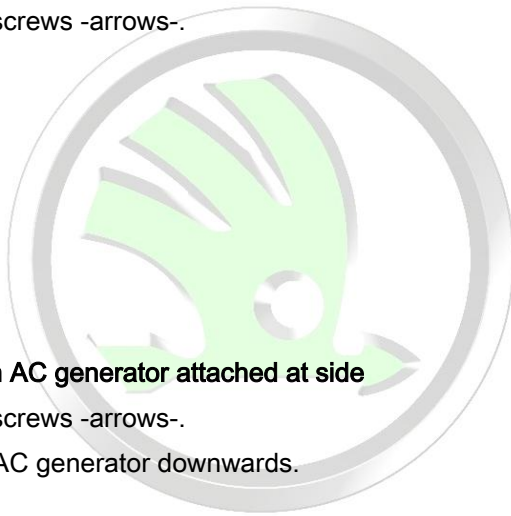 screws -arrows-.
AC generator attached at side
screws -arrows-.
AC generator downwards.